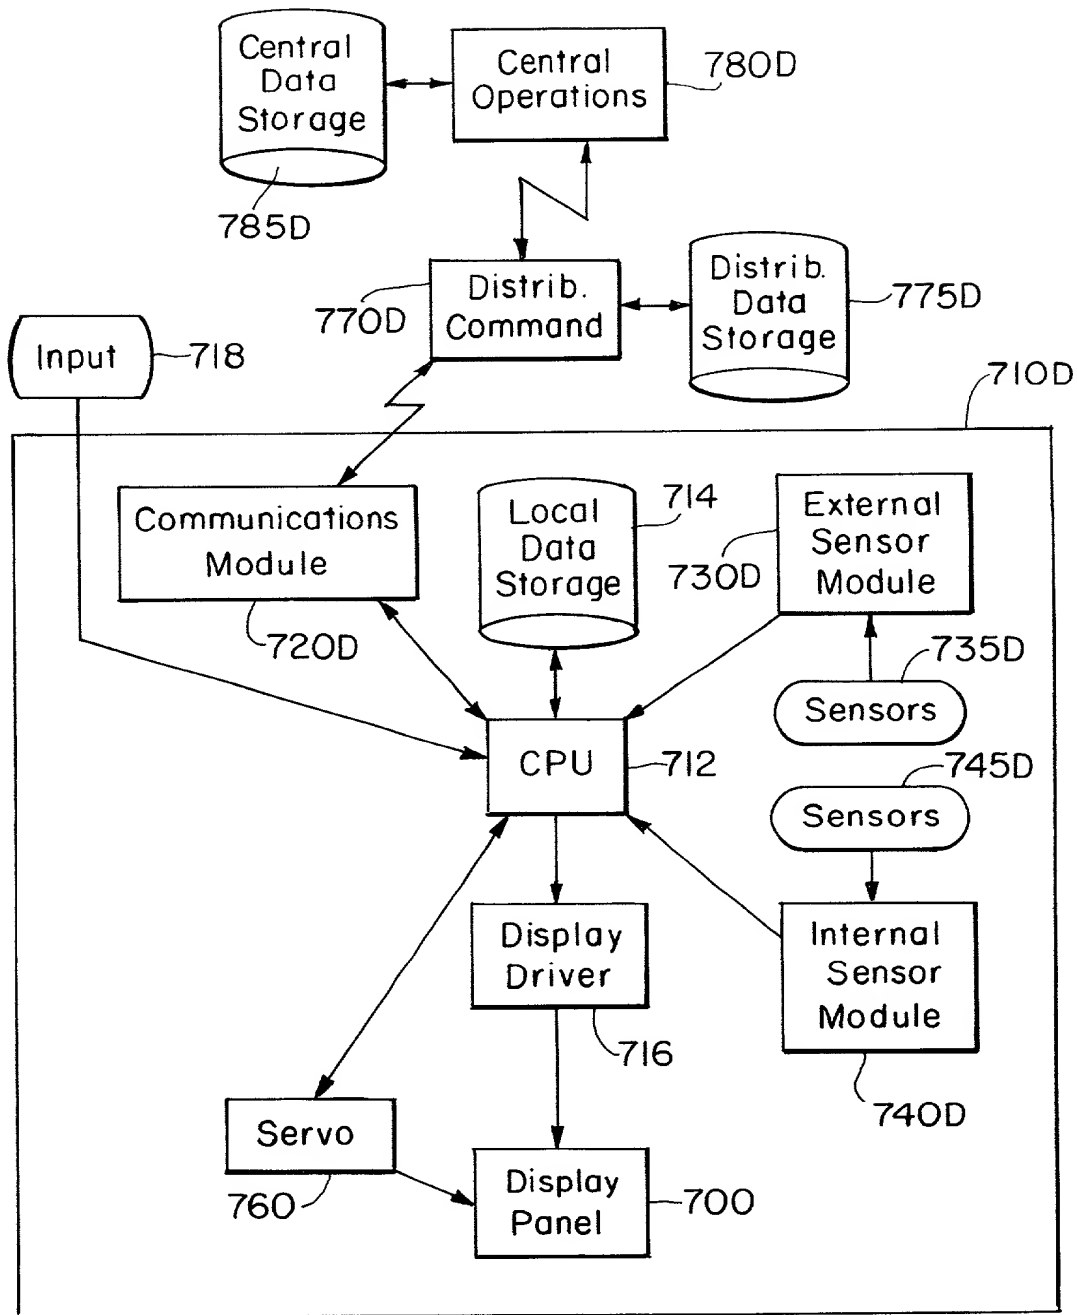 Central
Data
Storage
785D
Central
Operations
780D
Distrib.
Command
770D
Distrib.
Data
Storage
775D
Input
718
710D
Communications
Module
720D
Local
Data
Storage
714
External
Sensor
Module
730D
735D
Sensors
745D
Sensors
CPU
712
Display
Driver
716
Internal
Sensor
Module
740D
Servo
760
Display
Panel
700